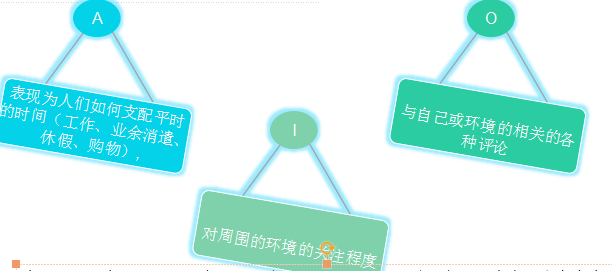 A
表现为人们如何支配平时
的时间（工作、业余消遣、
休假、购物），
I
对周围的环境的关注程度
O
与自己或环境的相关的各
种评论